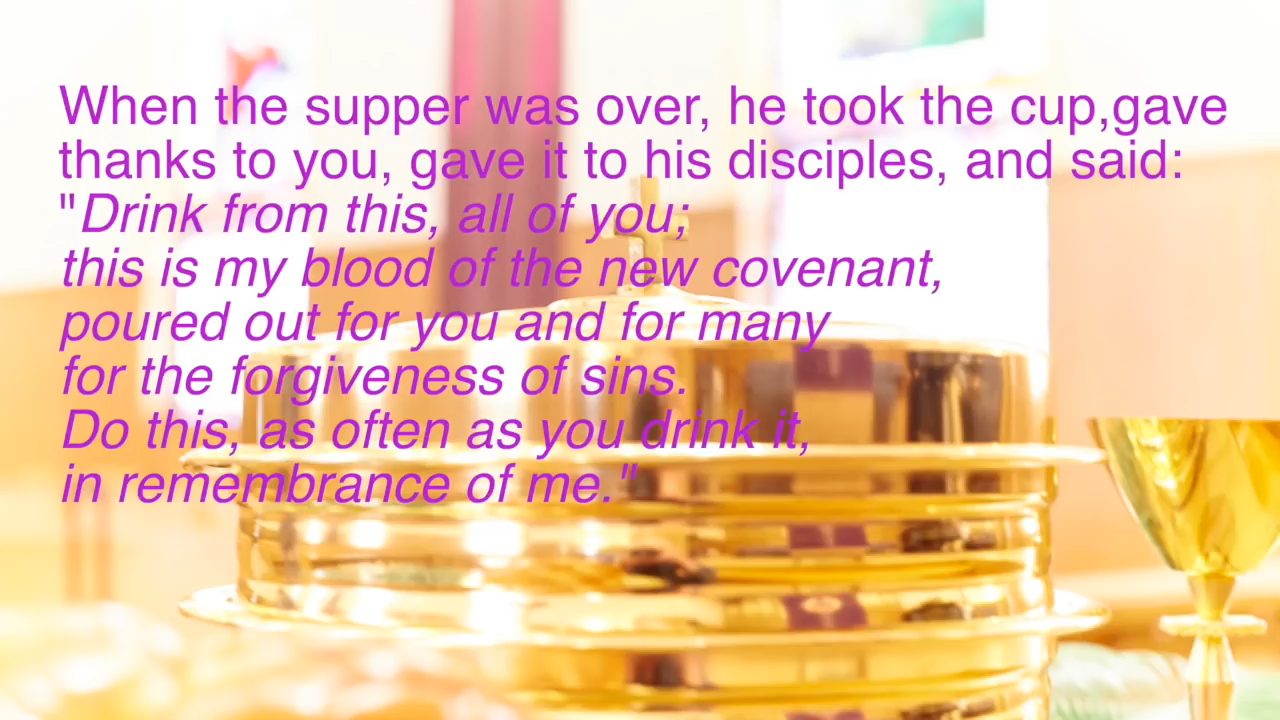 When the supper was over, he took the cup,gave
thanks to you, gave it to his disciples, and said:
"Drink from this, all of you;
this is my blood of the new covenant,
poured out for you and for many
for the forgiveness of sins.
Do this, as often as you drink it,
in remembrance of me."